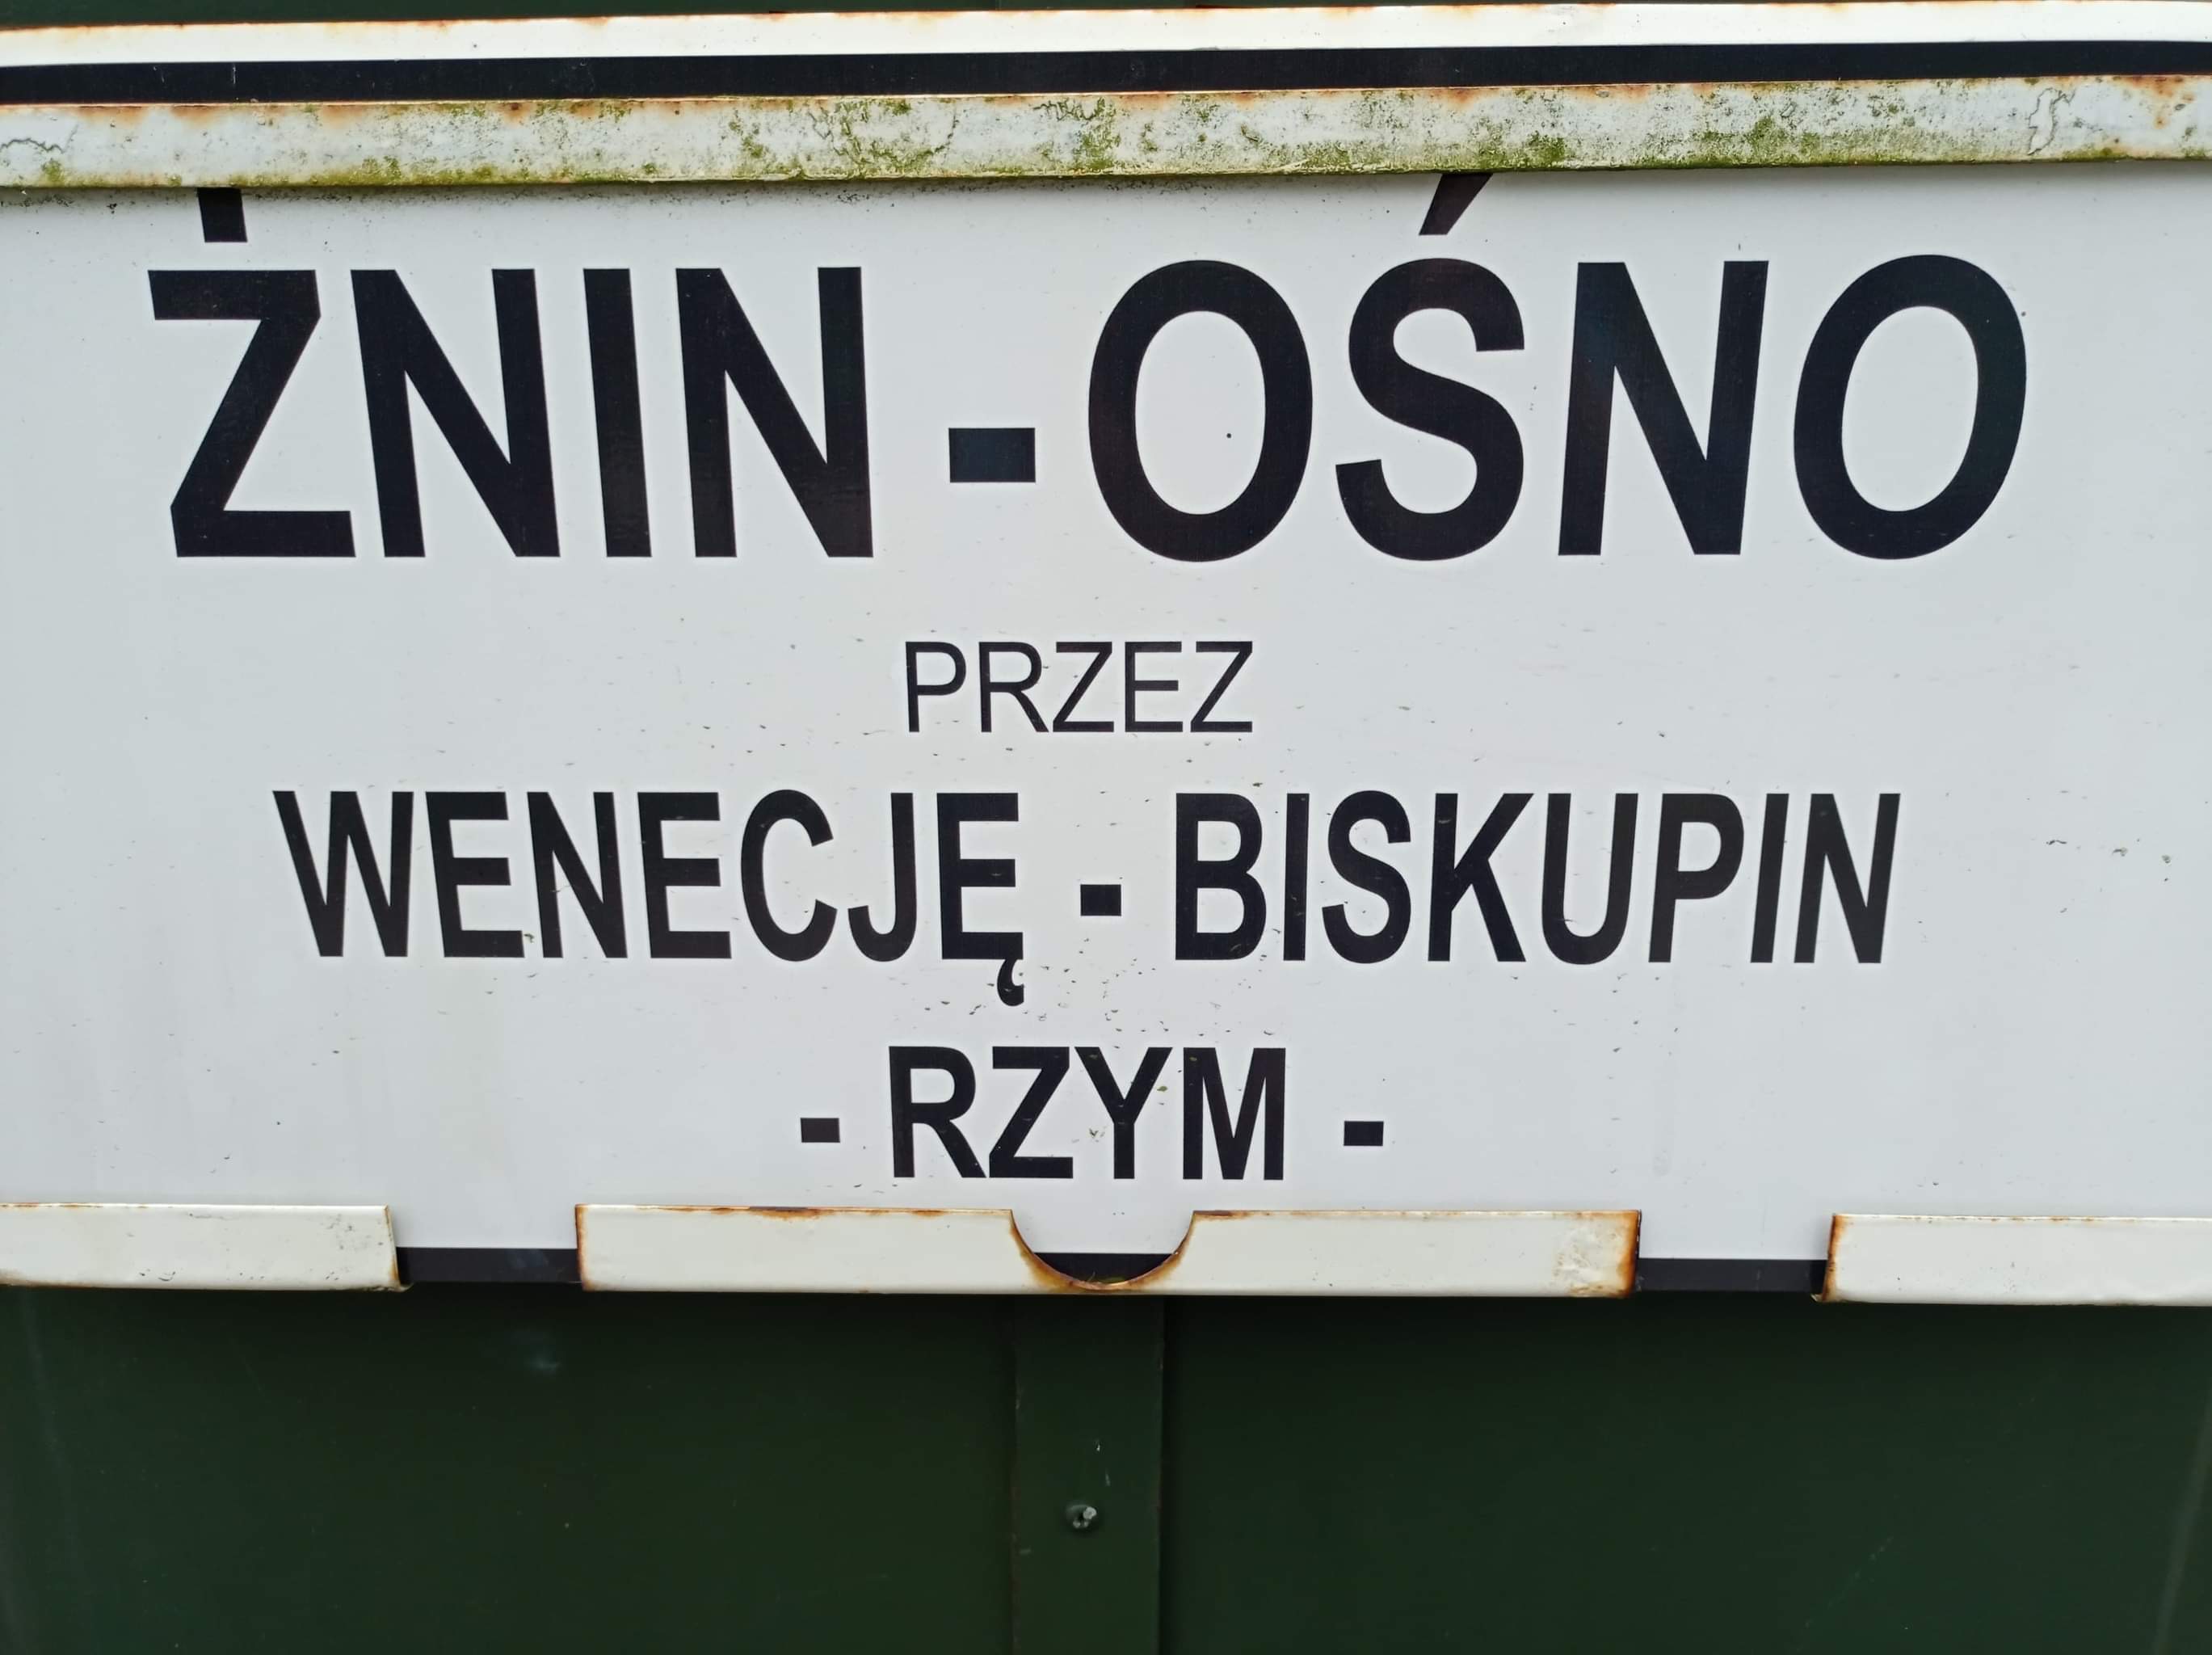 ŻNIN - OŚNO
PRZEZ
WENECJĘ - BISKUPIN
- RZYM -